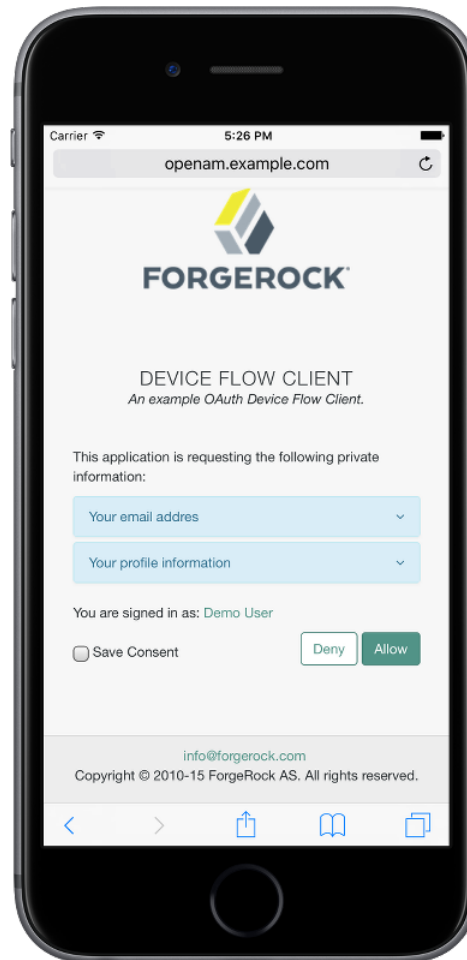 Carrier
5:26 PM
openam.example.com
FORGEROCK
DEVICE FLOW CLIENT
An example OAuth Device Flow Client.
This application is requesting the following private
information:
Your email addres
Your profile information
You are signed in as: Demo User
Save Consent
Deny
Allow
info@forgerock.com
Copyright © 2010-15 ForgeRock AS. All rights reserved.